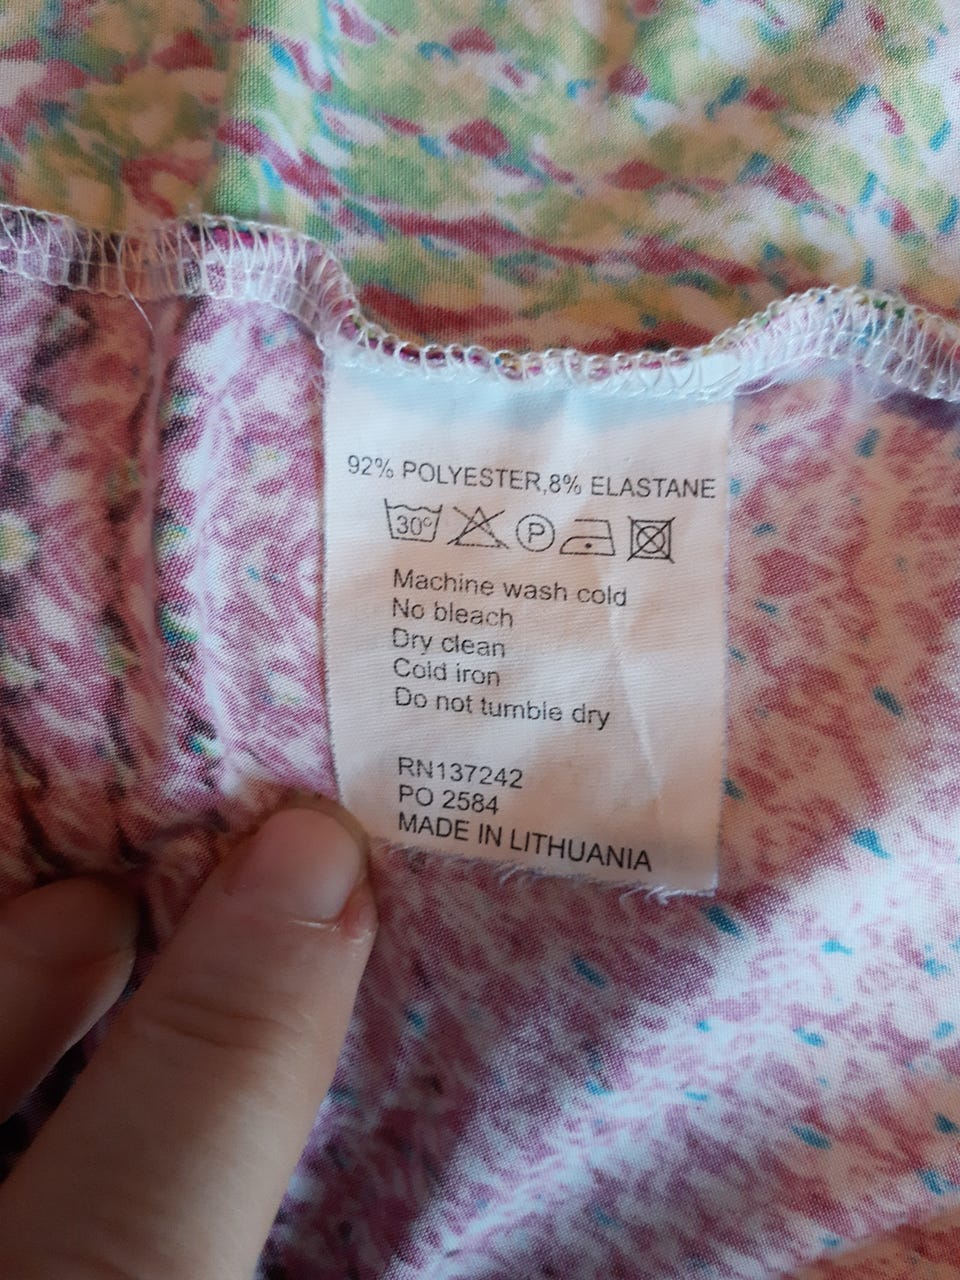 92% POLYESTER,8% ELASTANE
30° P
Machine wash cold
No bleach
Dry clean
Cold iron
Do not tumble dry
RN137242
PO 2584
MADE IN LITHUANIA